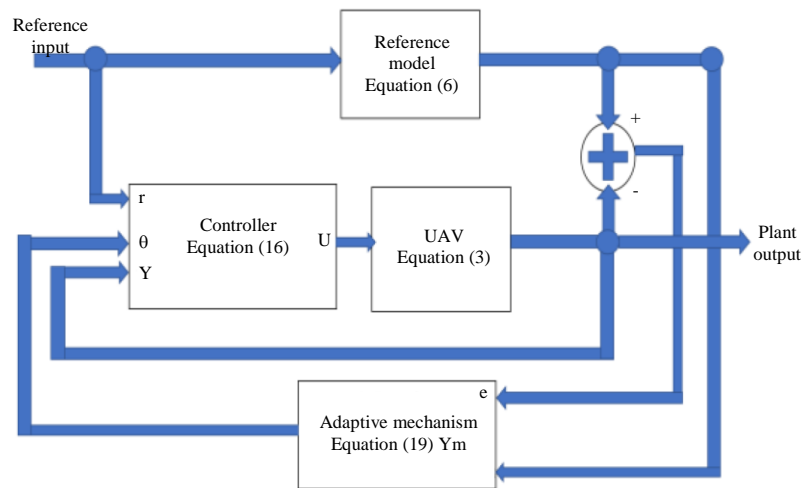 Reference
input
Reference
model
Equation (6)
+
-
r
θ
Y
Controller
Equation (16)
U
UAV
Equation (3)
Plant
output
e
Adaptive mechanism
Equation (19) Ym